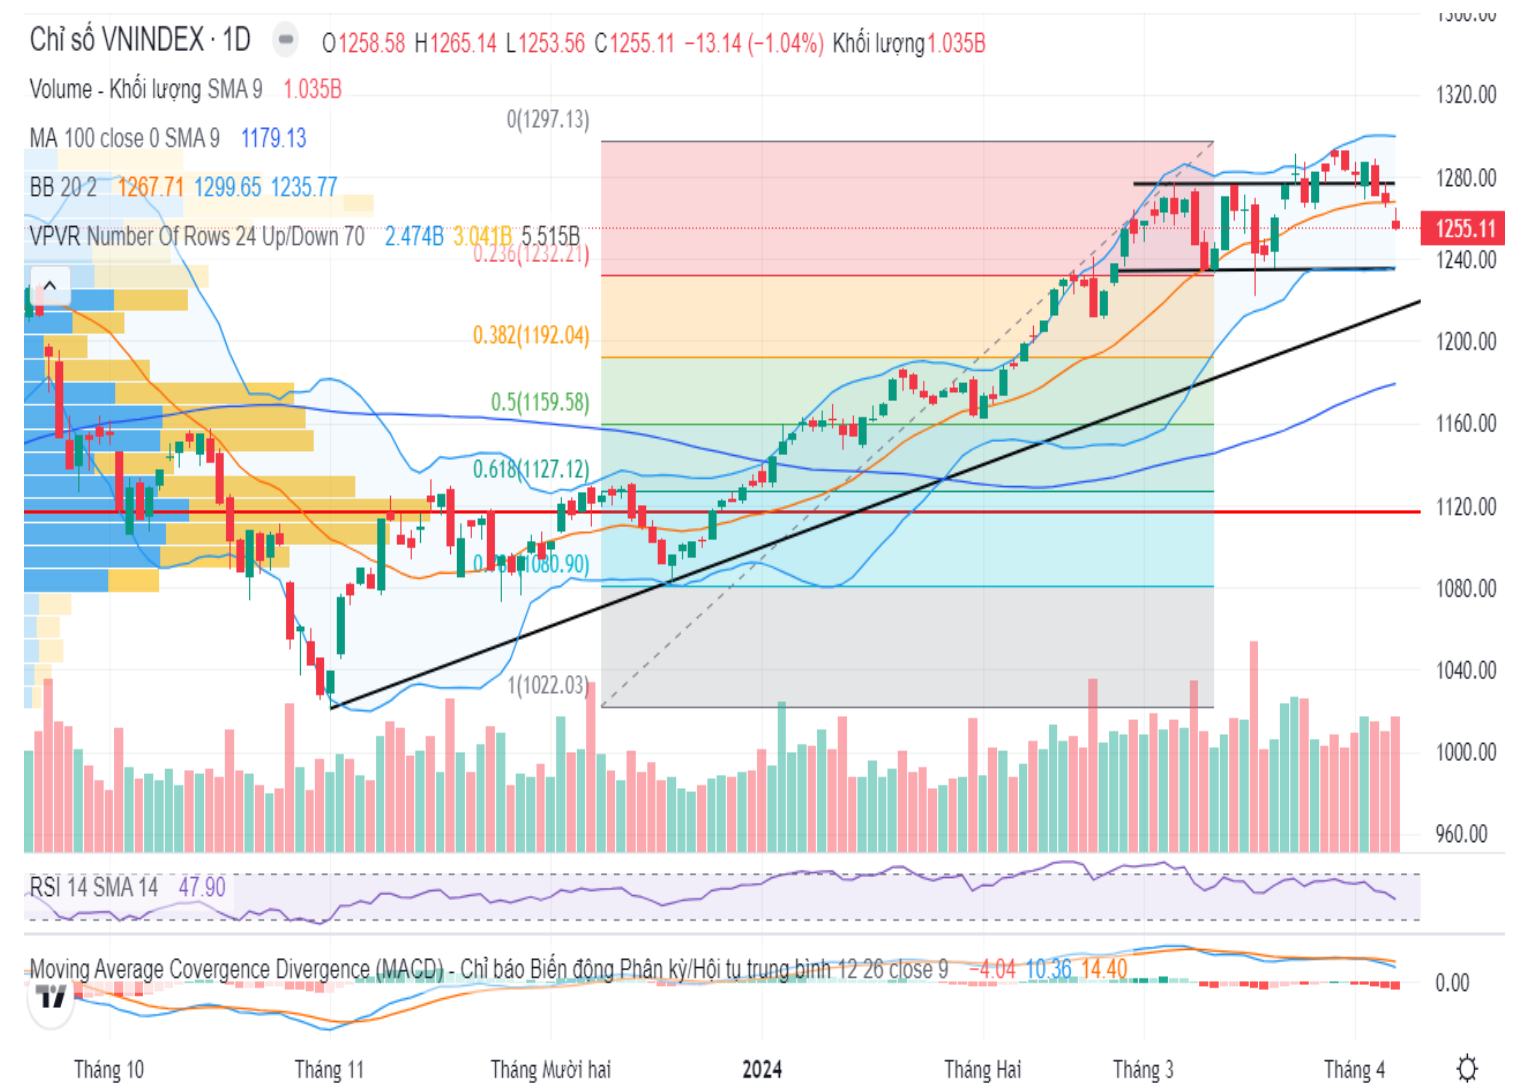 1360.00
Chỉ số VNINDEX · 1D O1258.58 H1265.14 L1253.56 C1255.11 −13.14 (−1.04%) Khối lượng1.035B
Volume - Khối lượng SMA 9 1.035B
1320.00
0(1297.13)
MA 100 close 0 SMA 9 1179.13
BB 20 2 1267.71 1299.65 1235.77
1280.00
VPVR Number Of Rows 24 Up/Down 70 2.474B 3.041B 5.515B
1255.11
0.236(1232.21)
1240.00
0.382(1192.04)
1200.00
0.5(1159.58)
1160.00
0.618(1127.12)
1120.00
(1080.90)
1080.00
1040.00
1(1022.03)
1000.00
960.00
RSI 14 SMA 14 47.90
Moving Average Covergence Divergence (MACD) - Chỉ báo Biến động Phân kỳ/Hội tụ trung bình 12 26 close 9 −4.04 10.36 14.40
0.00
Tháng 10 Tháng 11 Tháng Mười hai 2024 Tháng Hai Tháng 3 Tháng 4